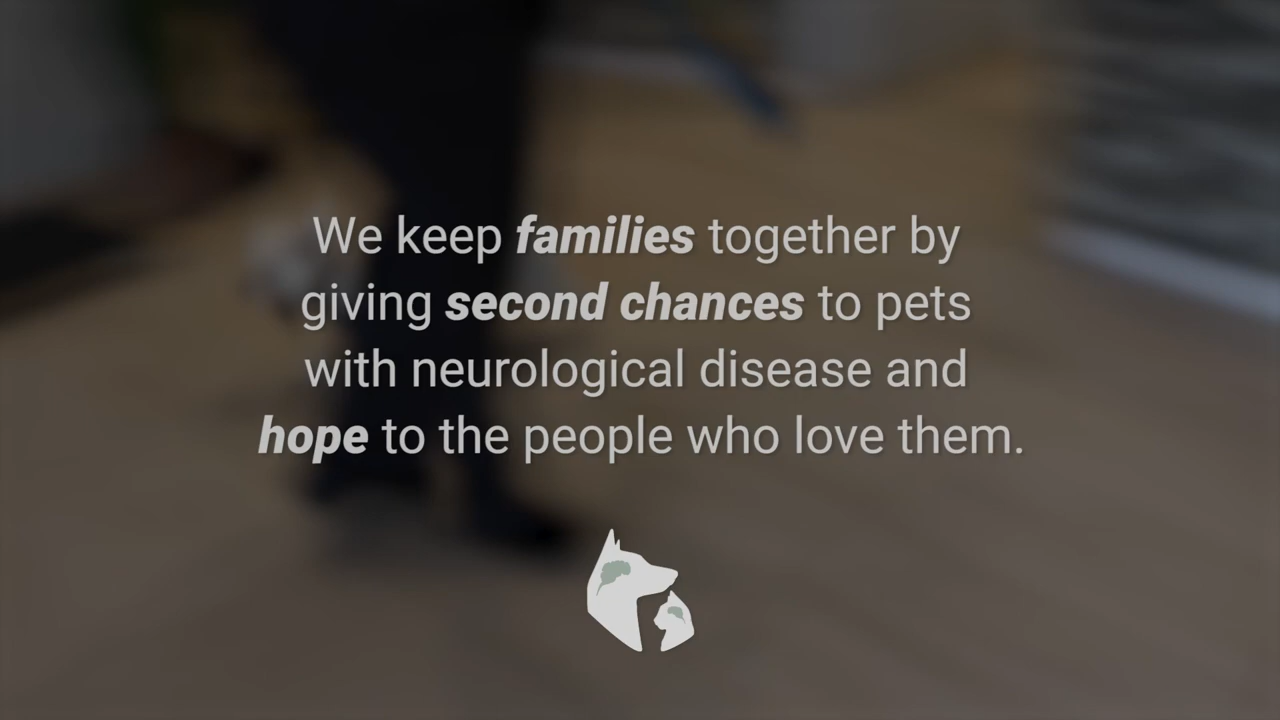 We keep families together by
giving second chances to pets
with neurological disease and
hope to the people who love them.